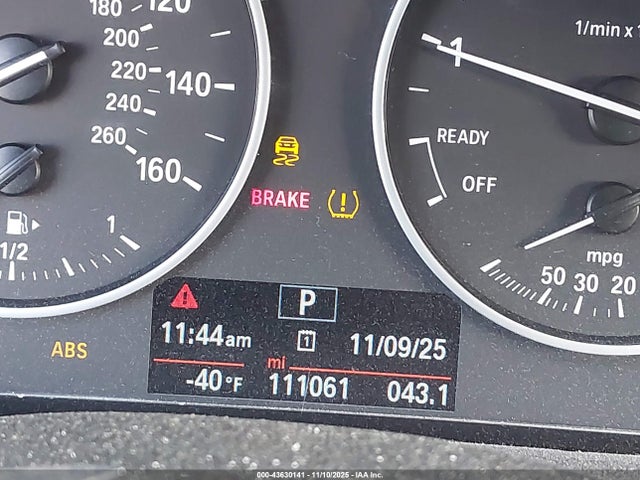 180
120
200
220
140
240
260
160
1/2
1
BRAKE
ABS
1
1/min x 1
READY
OFF
mpg
50 30 20
P
11:44am
1
11/09/25
mi
-40 °F
111061
043.1
000-43630141 - 11/10/2025 - IAA, Inc.